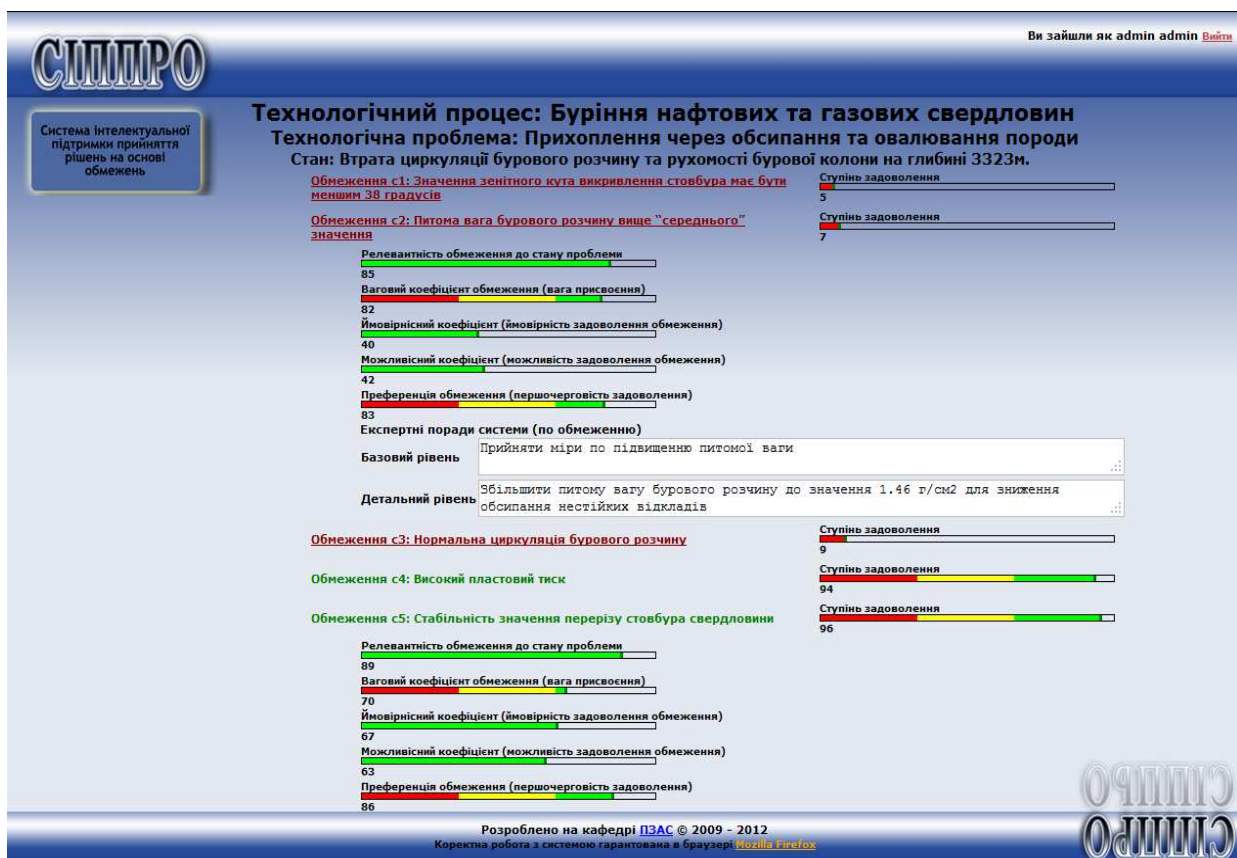 Ви зайшли як admin admin Вийти
СІППРО
Система інтелектуальної
підтримки прийняття
рішень на основі
обмежень
Технологічний процес: Буріння нафтових та газових свердловин
Технологічна проблема: Прихоплення через обсипання та овалювання породи
Стан: Втрата циркуляції бурового розчину та рухомості бурової колони на глибині 3323м.
Обмеження c1: Значення зенітного кута викривлення стовбура має бути
меншим 38 градусів
Ступінь задоволення
5
Обмеження c2: Питома вага бурового розчину вище "середнього"
значення
Ступінь задоволення
7
Релевантність обмеження до стану проблеми
85
Ваговий коефіцієнт обмеження (вага присвоєння)
82
Ймовірнісний коефіцієнт (ймовірність задоволення обмеження)
40
Можливісний коефіцієнт (можливість задоволення обмеження)
42
Преференція обмеження (першочерговість задоволення)
83
Експертні поради системи (по обмеженню)
Базовий рівень
Прийняти міри по підвищенню питомої ваги
Детальний рівень
Збільшити питому вагу бурового розчину до значення 1.46 г/см2 для зниження
обсипання нестійких відкладів
Обмеження c3: Нормальна циркуляція бурового розчину
Ступінь задоволення
9
Обмеження c4: Високий пластовий тиск
Ступінь задоволення
94
Обмеження c5: Стабільність значення перерізу стовбура свердловини
Ступінь задоволення
96
Релевантність обмеження до стану проблеми
89
Ваговий коефіцієнт обмеження (вага присвоєння)
70
Ймовірнісний коефіцієнт (ймовірність задоволення обмеження)
67
Можливісний коефіцієнт (можливість задоволення обмеження)
63
Преференція обмеження (першочерговість задоволення)
86
СІППРО
СІППРО
Розроблено на кафедрі ПЗАС © 2009 - 2012
Коректна робота з системою гарантована в браузері Mozilla Firefox